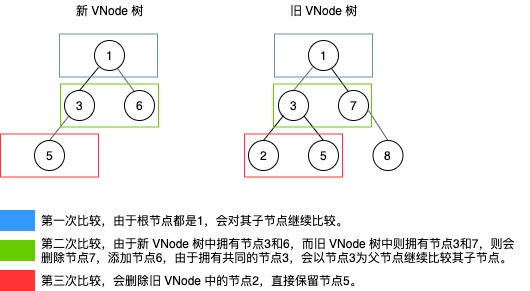 新 VNode 树
旧 VNode 树
1
1
3
6
3
7
5
2
5
8
第一次比较，由于根节点都是1，会对其子节点继续比较。
第二次比较，由于新 VNode 树中拥有节点3和6，而旧 VNode 树中则拥有节点3和7，则会
删除节点7，添加节点6，由于拥有共同的节点3，会以节点3为父节点继续比较其子节点。
第三次比较，会删除旧 VNode 中的节点2，直接保留节点5。